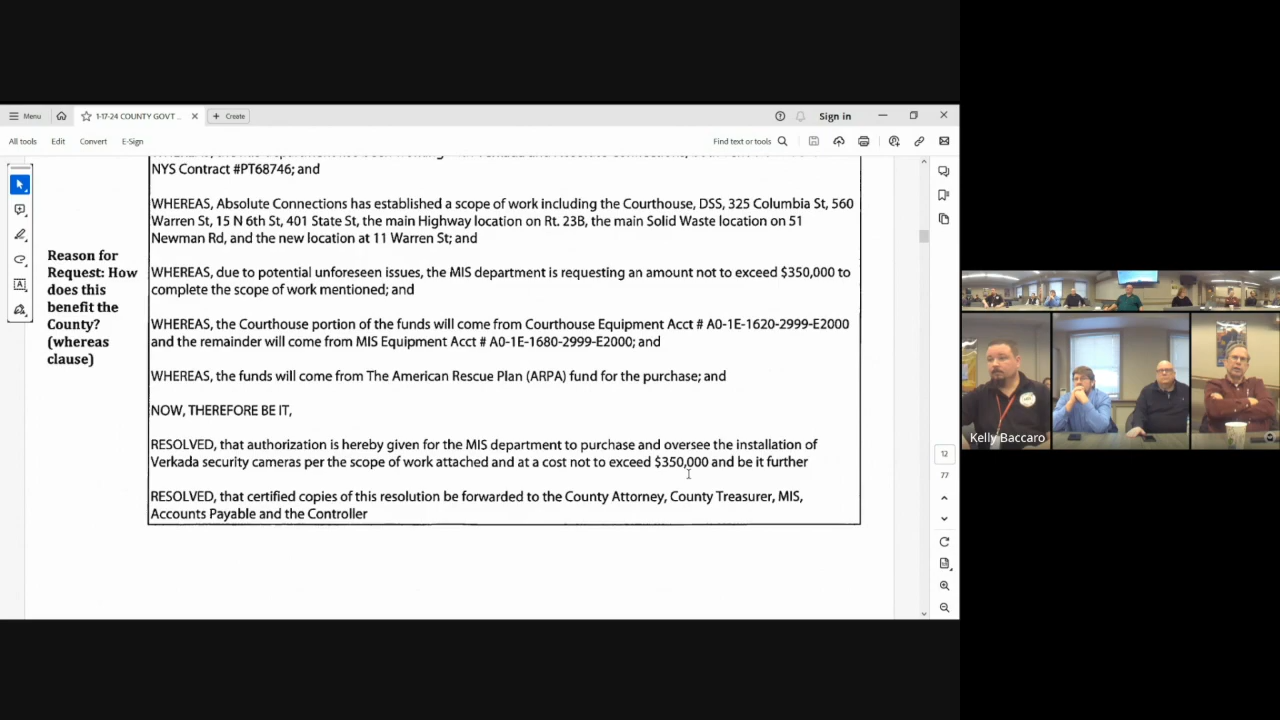 Menu
1-17-24 COUNTY GOVT ...
Create
Sign in
All tools
Edit
Convert
E-Sign
Find text or tools
NYS Contract #PT68746; and
WHEREAS, Absolute Connections has established a scope of work including the Courthouse, DSS, 325 Columbia St, 560
Warren St, 15 N 6th St, 401 State St, the main Highway location on Rt. 23B, the main Solid Waste location on 51
Newman Rd, and the new location at 11 Warren St; and
Reason for
Request: How
does this
benefit the
County?
(whereas
clause)
WHEREAS, due to potential unforeseen issues, the MIS department is requesting an amount not to exceed $350,000 to
complete the scope of work mentioned; and
WHEREAS, the Courthouse portion of the funds will come from Courthouse Equipment Acct # A0-1E-1620-2999-E2000
and the remainder will come from MIS Equipment Acct # A0-1E-1680-2999-E2000; and
WHEREAS, the funds will come from The American Rescue Plan (ARPA) fund for the purchase; and
NOW, THEREFORE BE IT,
RESOLVED, that authorization is hereby given for the MIS department to purchase and oversee the installation of
Verkada security cameras per the scope of work attached and at a cost not to exceed $350,000 and be it further
RESOLVED, that certified copies of this resolution be forwarded to the County Attorney, County Treasurer, MIS,
Accounts Payable and the Controller
12
77
Kelly Baccaro